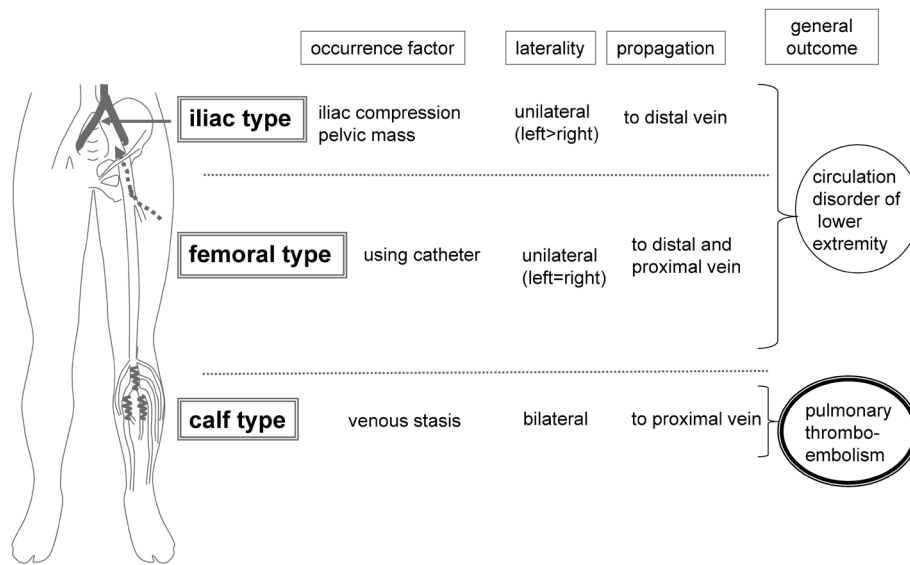 occurrence factor
laterality
propagation
general
outcome
iliac type
iliac compression
pelvic mass
unilateral
(left>right)
to distal vein
femoral type
using catheter
unilateral
(left=right)
to distal and
proximal vein
circulation
disorder of
lower
extremity
calf type
venous stasis
bilateral
to proximal vein
pulmonary
thrombo-
embolism